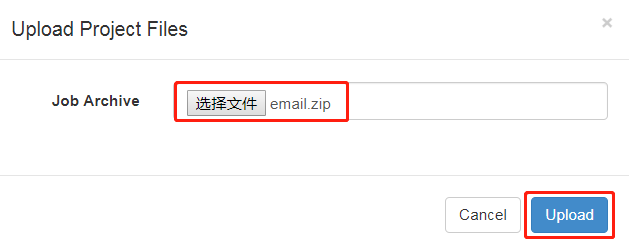 Upload Project Files ×
Job Archive 选择文件 email.zip
Cancel Upload